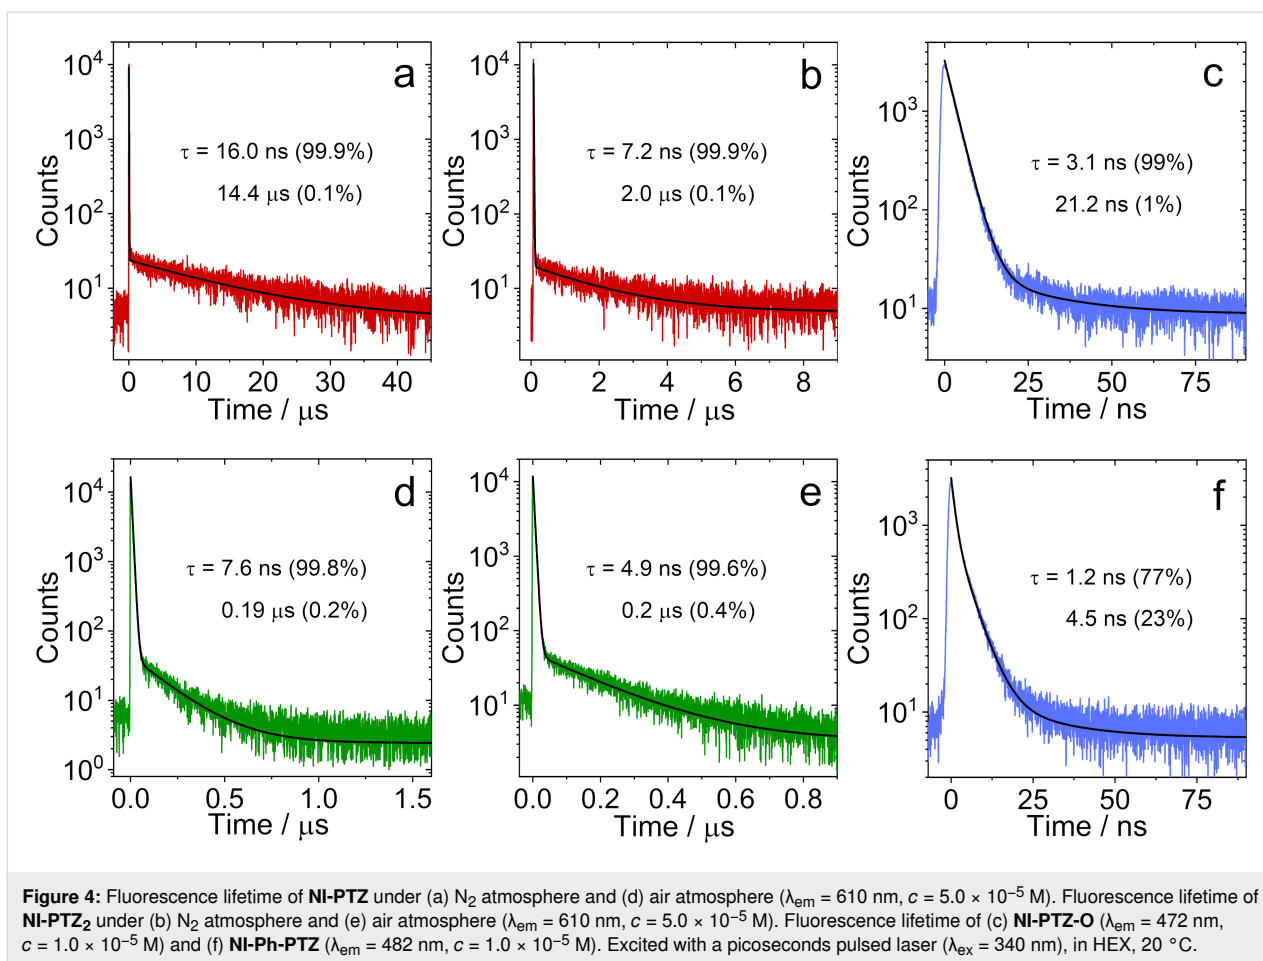 a
τ = 16.0 ns (99.9%)
14.4 μs (0.1%)
Counts
10⁴
10³
10²
10¹
0 10 20 30 40
Time / μs
b
τ = 7.2 ns (99.9%)
2.0 μs (0.1%)
Counts
10⁴
10³
10²
10¹
0 2 4 6 8
Time / μs
c
τ = 3.1 ns (99%)
21.2 ns (1%)
Counts
10³
10²
10¹
0 25 50 75
Time / ns
d
τ = 7.6 ns (99.8%)
0.19 μs (0.2%)
Counts
10⁴
10³
10²
10¹
10⁰
0.0 0.5 1.0 1.5
Time / μs
e
τ = 4.9 ns (99.6%)
0.2 μs (0.4%)
Counts
10⁴
10³
10²
10¹
0.0 0.2 0.4 0.6 0.8
Time / μs
f
τ = 1.2 ns (77%)
4.5 ns (23%)
Counts
10³
10²
10¹
0 25 50 75
Time / ns
Figure 4: Fluorescence lifetime of NI-PTZ under (a) N₂ atmosphere and (d) air atmosphere (λem = 610 nm, c = 5.0 × 10⁻⁵ M). Fluorescence lifetime of
NI-PTZ₂ under (b) N₂ atmosphere and (e) air atmosphere (λem = 610 nm, c = 5.0 × 10⁻⁵ M). Fluorescence lifetime of (c) NI-PTZ-O (λem = 472 nm,
c = 1.0 × 10⁻⁵ M) and (f) NI-Ph-PTZ (λem = 482 nm, c = 1.0 × 10⁻⁵ M). Excited with a picoseconds pulsed laser (λex = 340 nm), in HEX, 20 °C.